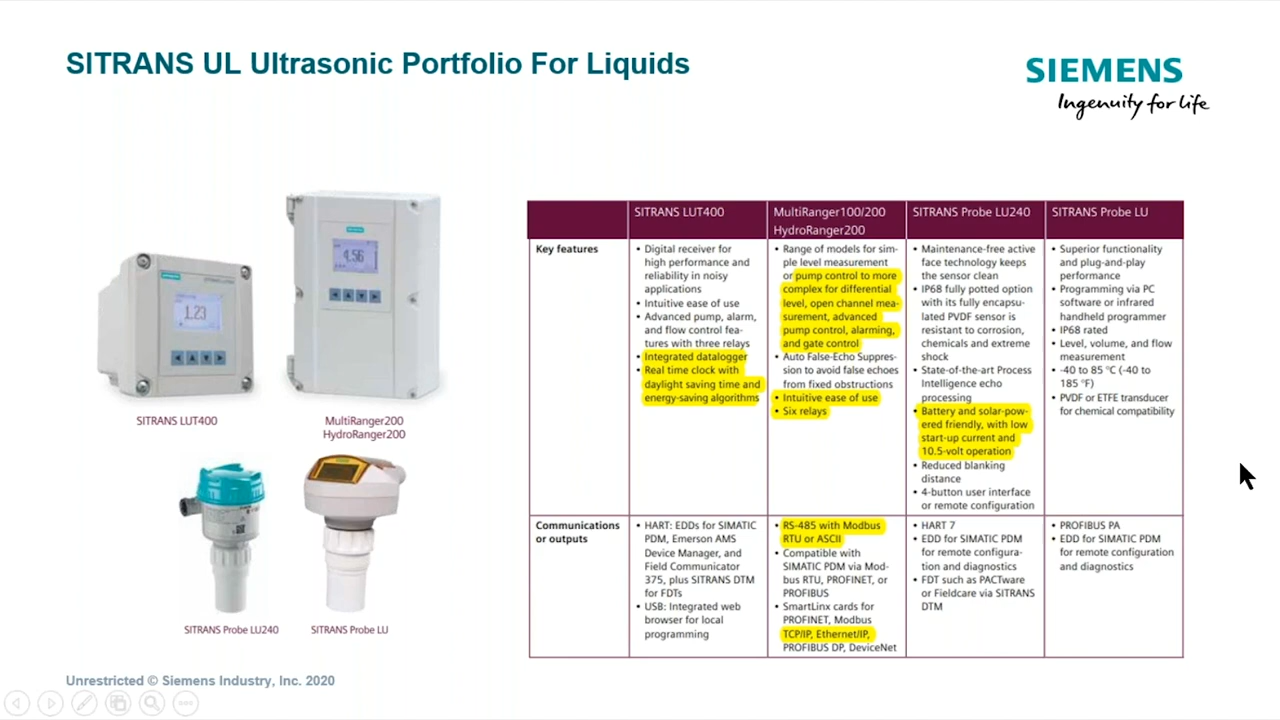 SITRANS UL Ultrasonic Portfolio For Liquids
SIEMENS
Ingenuity for life
SIEMENS
1.23
SIEMENS
4.56
SITRANS LUT400
MultiRanger200
HydroRanger200
SITRANS Probe LU240
SITRANS Probe LU
SITRANS LUT400
MultiRanger100/200
HydroRanger200
SITRANS Probe LU240
SITRANS Probe LU
Key features
• Digital receiver for
high performance and
reliability in noisy
applications
• Intuitive ease of use
• Advanced pump, alarm,
and flow control fea-
tures with three relays
• Integrated datalogger
• Real time clock with
daylight saving time and
energy-saving algorithms
• Range of models for sim-
ple level measurement
or pump control to more
complex for differential
level, open channel mea-
surement, advanced
pump control, alarming,
and gate control
• Auto False-Echo Suppres-
sion to avoid false echoes
from fixed obstructions
• Intuitive ease of use
• Six relays
• Maintenance-free active
face technology keeps
the sensor clean
• IP68 fully potted option
with its fully encapsu-
lated PVDF sensor is
resistant to corrosion,
chemicals and extreme
shock
• State-of-the-art Process
Intelligence echo
processing
• Battery and solar-pow-
ered friendly, with low
start-up current and
10.5-volt operation
• Reduced blanking
distance
• 4-button user interface
or remote configuration
• Superior functionality
and plug-and-play
performance
• Programming via PC
software or infrared
handheld programmer
• IP68 rated
• Level, volume, and flow
measurement
• -40 to 85 °C (-40 to
185 °F)
• PVDF or ETFE transducer
for chemical compatibility
Communications
or outputs
• HART: EDDs for SIMATIC
PDM, Emerson AMS
Device Manager, and
Field Communicator
375, plus SITRANS DTM
for FDTs
• USB: Integrated web
browser for local
programming
• RS-485 with Modbus
RTU or ASCII
• Compatible with
SIMATIC PDM via Mod-
bus RTU, PROFINET, or
PROFIBUS
• SmartLinx cards for
PROFINET, Modbus
TCP/IP, Ethernet/IP,
PROFIBUS DP, DeviceNet
• HART 7
• EDD for SIMATIC PDM
for remote configura-
tion and diagnostics
• FDT such as PACTware
or Fieldcare via SITRANS
DTM
• PROFIBUS PA
• EDD for SIMATIC PDM
for remote configuration
and diagnostics
Unrestricted © Siemens Industry, Inc. 2020